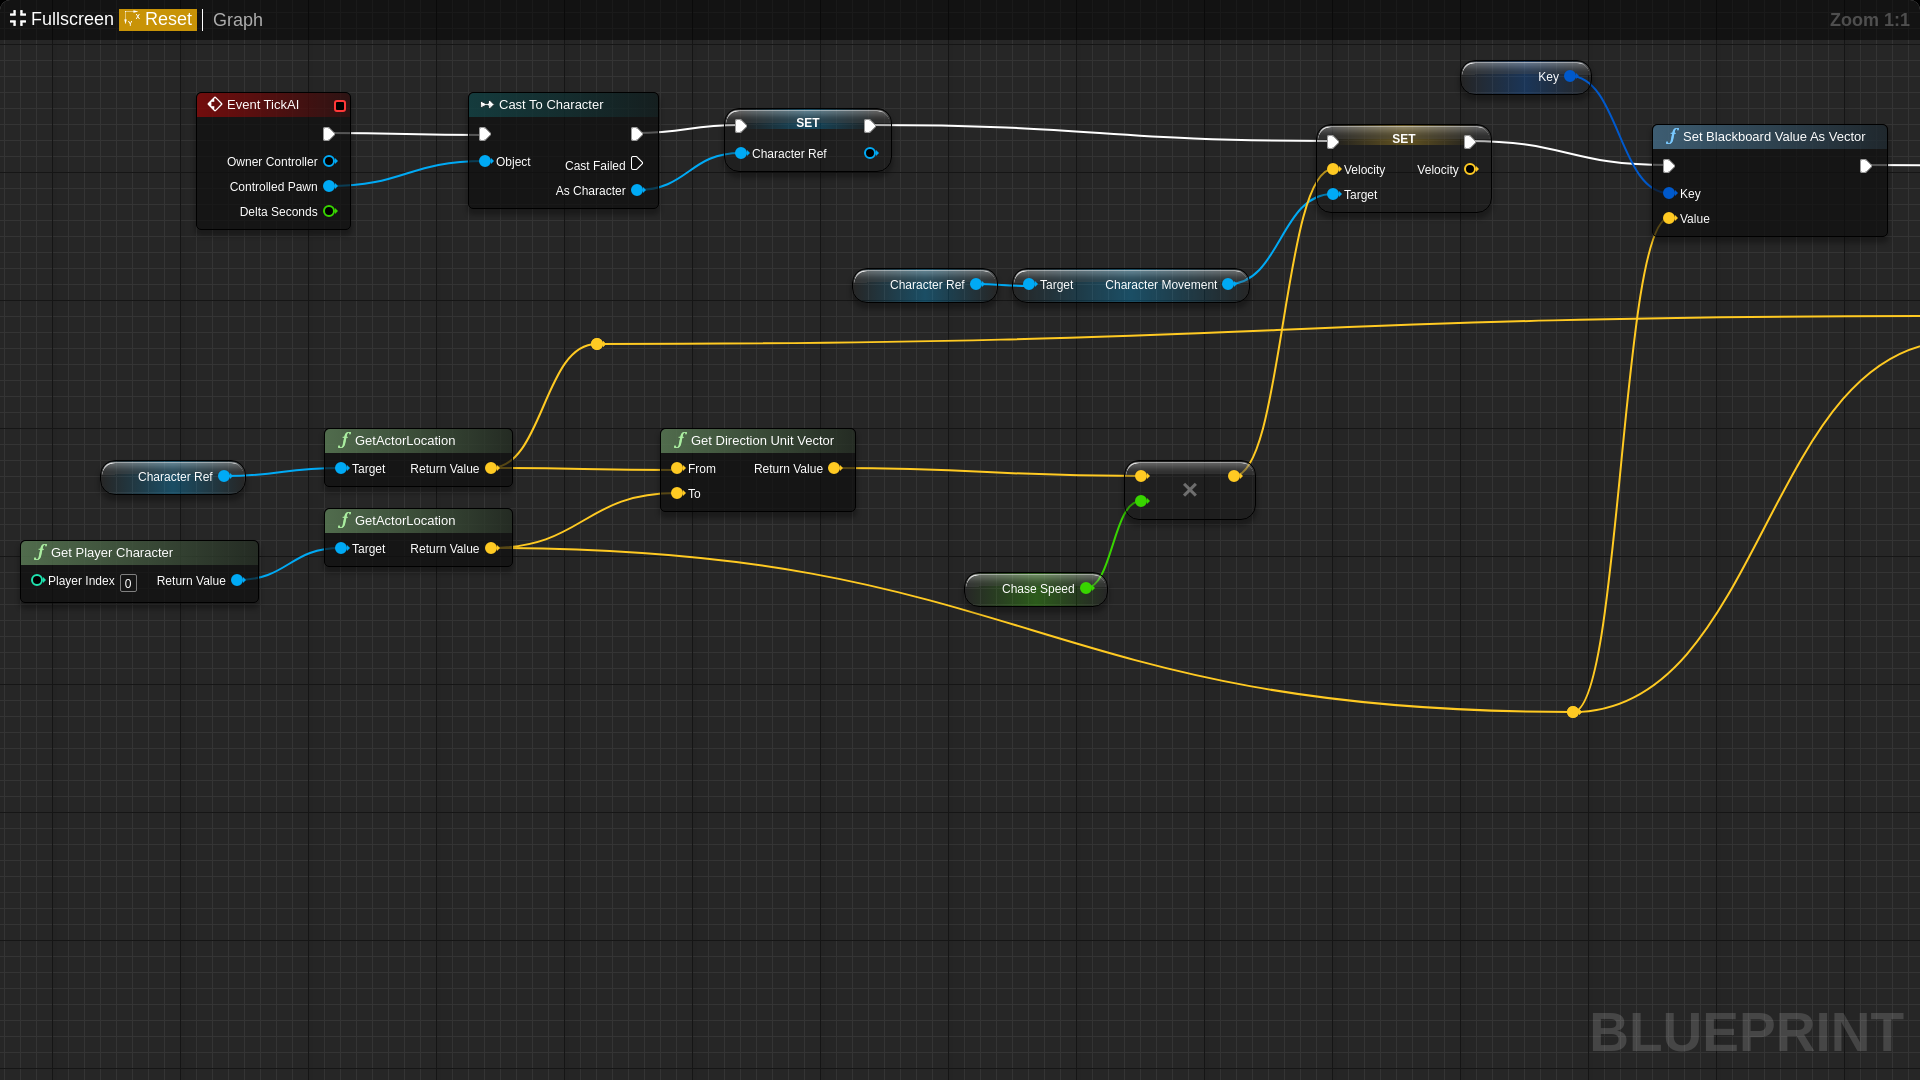 Fullscreen Reset Graph
Zoom 1:1
Key
Event TickAI
Owner Controller
Controlled Pawn
Delta Seconds
Cast To Character
Object
Cast Failed
As Character
SET
Character Ref
SET
Velocity Velocity
Target
Set Blackboard Value As Vector
Key
Value
Character Ref
Target Character Movement
Character Ref
GetActorLocation
Target Return Value
Get Direction Unit Vector
From Return Value
To
GetActorLocation
Target Return Value
Get Player Character
Player Index 0 Return Value
Chase Speed
BLUEPRINT